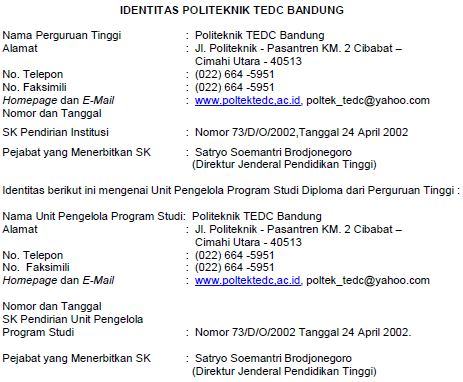 IDENTITAS POLITEKNIK TEDC BANDUNG
Nama Perguruan Tinggi : Politeknik TEDC Bandung
Alamat : Jl. Politeknik - Pasantren KM. 2 Cibabat –
Cimahi Utara - 40513
No. Telepon : (022) 664 -5951
No. Faksimili : (022) 664 -5951
Homepage dan E-Mail : www.poltektedc,ac.id, poltek_tedc@yahoo.com
Nomor dan Tanggal
SK Pendirian Institusi : Nomor 73/D/O/2002,Tanggal 24 April 2002
Pejabat yang Menerbitkan SK : Satryo Soemantri Brodjonegoro
(Direktur Jenderal Pendidikan Tinggi)
Identitas berikut ini mengenai Unit Pengelola Program Studi Diploma dari Perguruan Tinggi :
Nama Unit Pengelola Program Studi: Politeknik TEDC Bandung
Alamat : Jl. Politeknik - Pasantren KM. 2 Cibabat –
Cimahi Utara - 40513
No. Telepon : (022) 664 -5951
No. Faksimili : (022) 664 -5951
Homepage dan E-Mail : www.politektedc,ac.id, poltek_tedc@yahoo.com
Nomor dan Tanggal
SK Pendirian Unit Pengelola
Program Studi : Nomor 73/D/O/2002 Tanggal 24 April 2002.
Pejabat yang Menerbitkan SK : Satryo Soemantri Brodjonegoro
(Direktur Jenderal Pendidikan Tinggi)